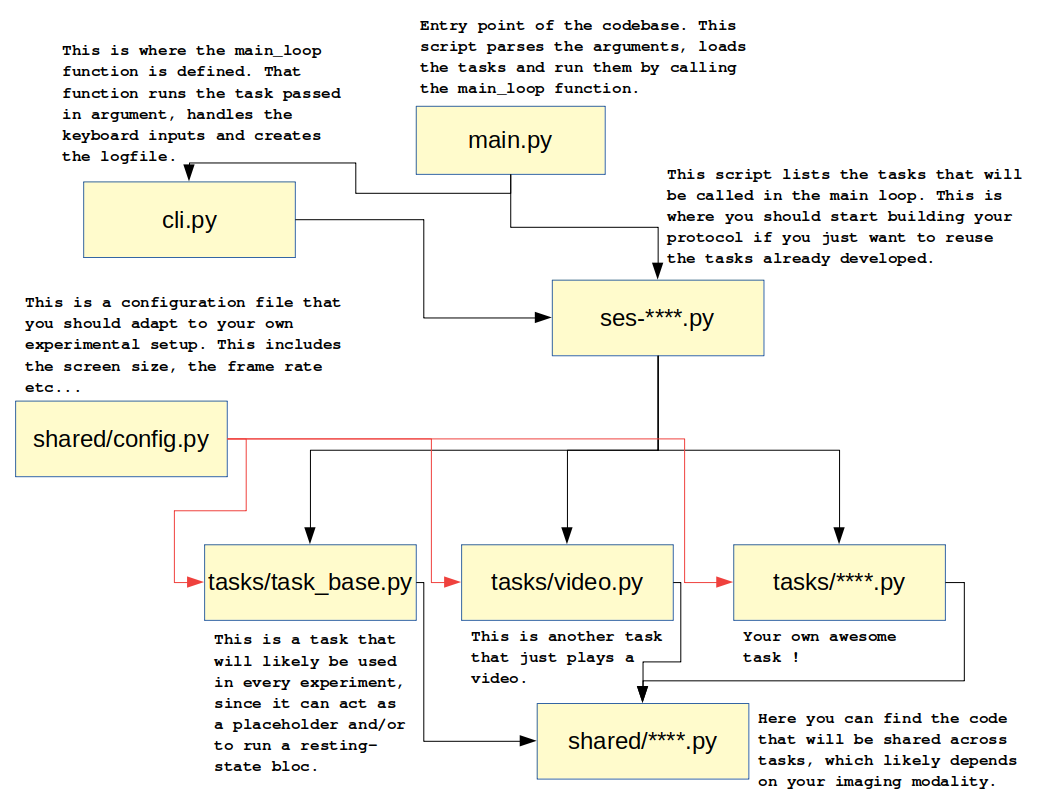 Entry point of the codebase. This
script parses the arguments, loads
the tasks and run them by calling
the main_loop function.
main.py
This is where the main_loop
function is defined. That
function runs the task passed
in argument, handles the
keyboard inputs and creates
the logfile.
cli.py
This script lists the tasks that will
be called in the main loop. This is
where you should start building your
protocol if you just want to reuse
the tasks already developed.
ses-****.py
This is a configuration file that
you should adapt to your own
experimental setup. This includes
the screen size, the frame rate
etc...
shared/config.py
tasks/task_base.py
This is a task that
will likely be used
in every experiment,
since it can act as
a placeholder and/or
to run a resting-
state bloc.
tasks/video.py
This is another task
that just plays a
video.
tasks/****.py
Your own awesome
task !
shared/****.py
Here you can find the code
that will be shared across
tasks, which likely depends
on your imaging modality.